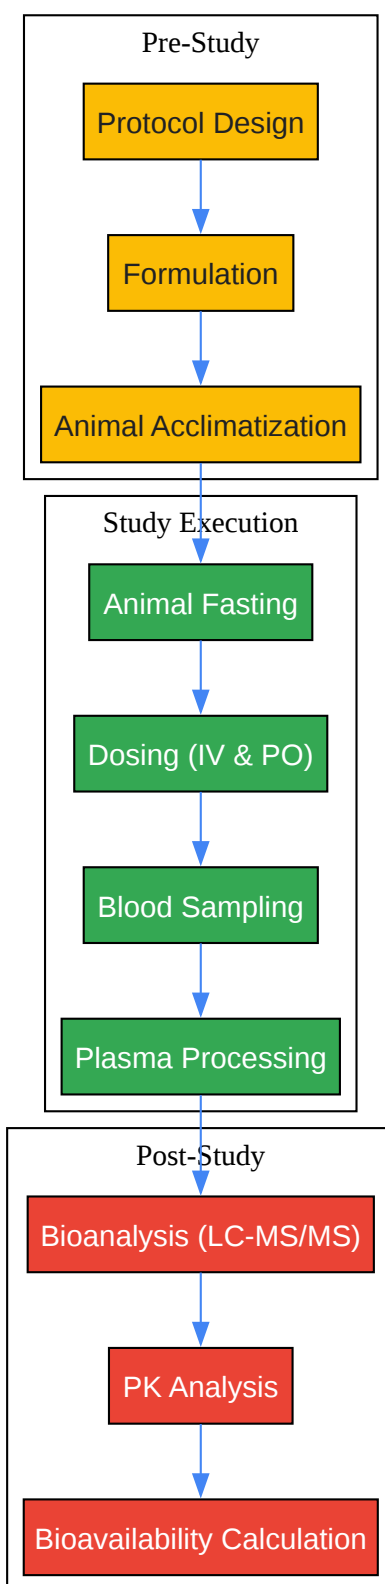 Pre-Study
Protocol Design
Formulation
Animal Acclimatization
Study Execution
Animal Fasting
Dosing (IV & PO)
Blood Sampling
Plasma Processing
Post-Study
Bioanalysis (LC-MS/MS)
PK Analysis
Bioavailability Calculation